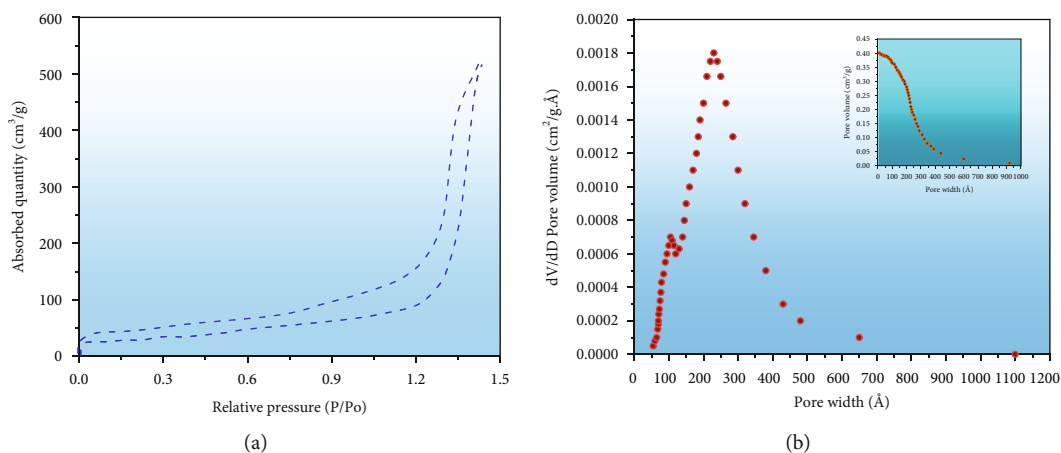 600
500
400
300
200
100
0
0.0 0.3 0.6 0.9 1.2 1.5
Absorbed quantity (cm³/g)
Relative pressure (P/Po)
(a)
0.0020
0.0018
0.0016
0.0014
0.0012
0.0010
0.0008
0.0006
0.0004
0.0002
0.0000
0 100 200 300 400 500 600 700 800 900 1000 1100 1200
dV/dD Pore volume (cm²/g.Å)
Pore width (Å)
0.45
0.40
0.35
0.30
0.25
0.20
0.15
0.10
0.05
0.00
0 100 200 300 400 500 600 700 800 900 1000
Pore volume (cm³/g)
Pore width (Å)
(b)